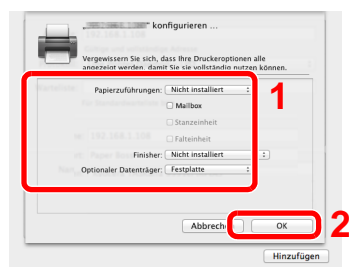 „ “ konfigurieren ...
Vergewissern Sie sich, dass Ihre Druckeroptionen alle
angezeigt werden, damit Sie sie vollständig nutzen können.
Papierzuführungen: Nicht installiert
Mailbox
Stanzeinheit
Falteinheit
Finisher: Nicht installiert
Optionaler Datenträger: Festplatte
1
Abbrechen OK 2
Hinzufügen